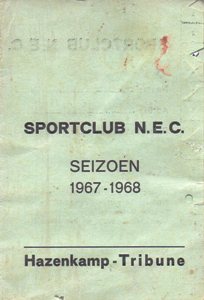 SPORTCLUB N.E.C.
SEIZOEN
1967-1968
Hazenkamp-Tribune